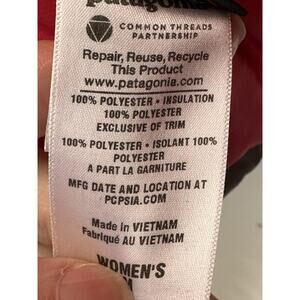 patagonia
COMMON THREADS
PARTNERSHIP
Repair, Reuse, Recycle
This Product
www.patagonia.com
100% POLYESTER • INSULATION
100% POLYESTER
EXCLUSIVE OF TRIM
100% POLYESTER • ISOLANT 100%
POLYESTER
A PART LA GARNITURE
MFG DATE AND LOCATION AT
PCPSIA.COM
Made in VIETNAM
Fabriqué AU VIETNAM
WOMEN'S